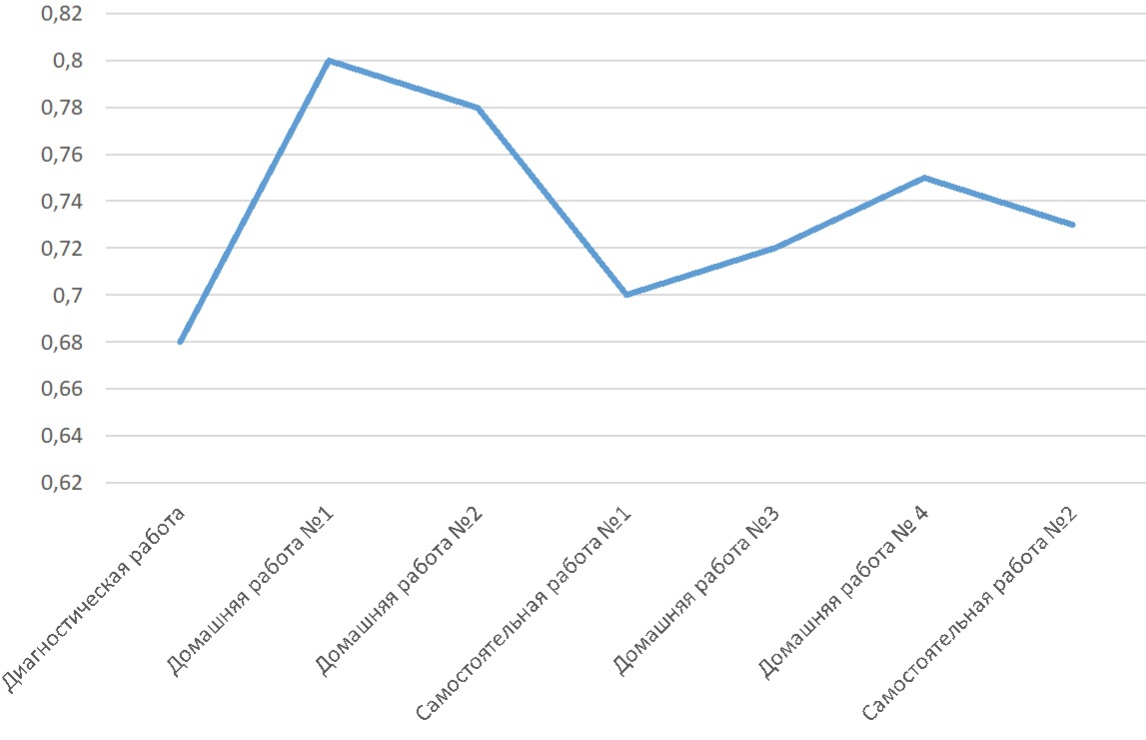 0,82
0,8
0,78
0,76
0,74
0,72
0,7
0,68
0,66
0,64
0,62
Диагностическая работа
Домашняя работа №1
Домашняя работа №2
Самостоятельная работа №1
Домашняя работа №3
Домашняя работа № 4
Самостоятельная работа №2